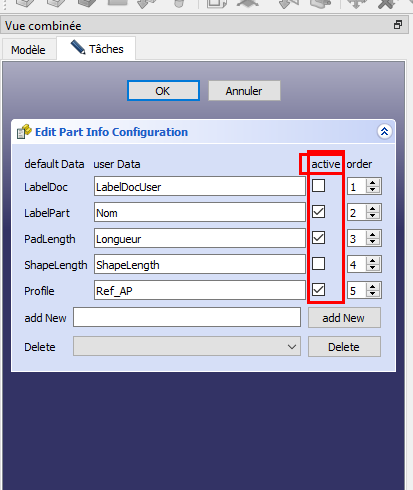 Vue combinée
Modèle Tâches
OK Annuler
Edit Part Info Configuration
default Data user Data active order
LabelDoc LabelDocUser 1
LabelPart Nom 2
PadLength Longueur 3
ShapeLength ShapeLength 4
Profile Ref_AP 5
add New add New
Delete Delete